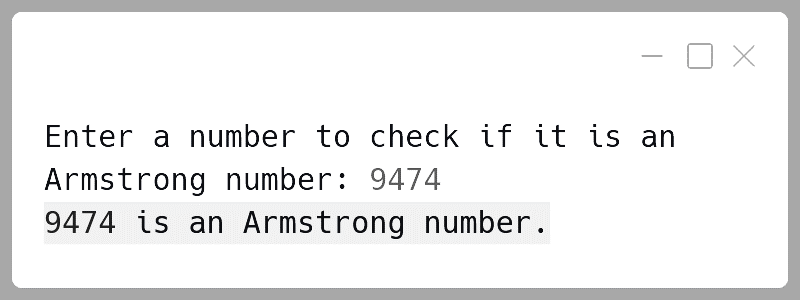 Enter a number to check if it is an
Armstrong number: 9474
9474 is an Armstrong number.